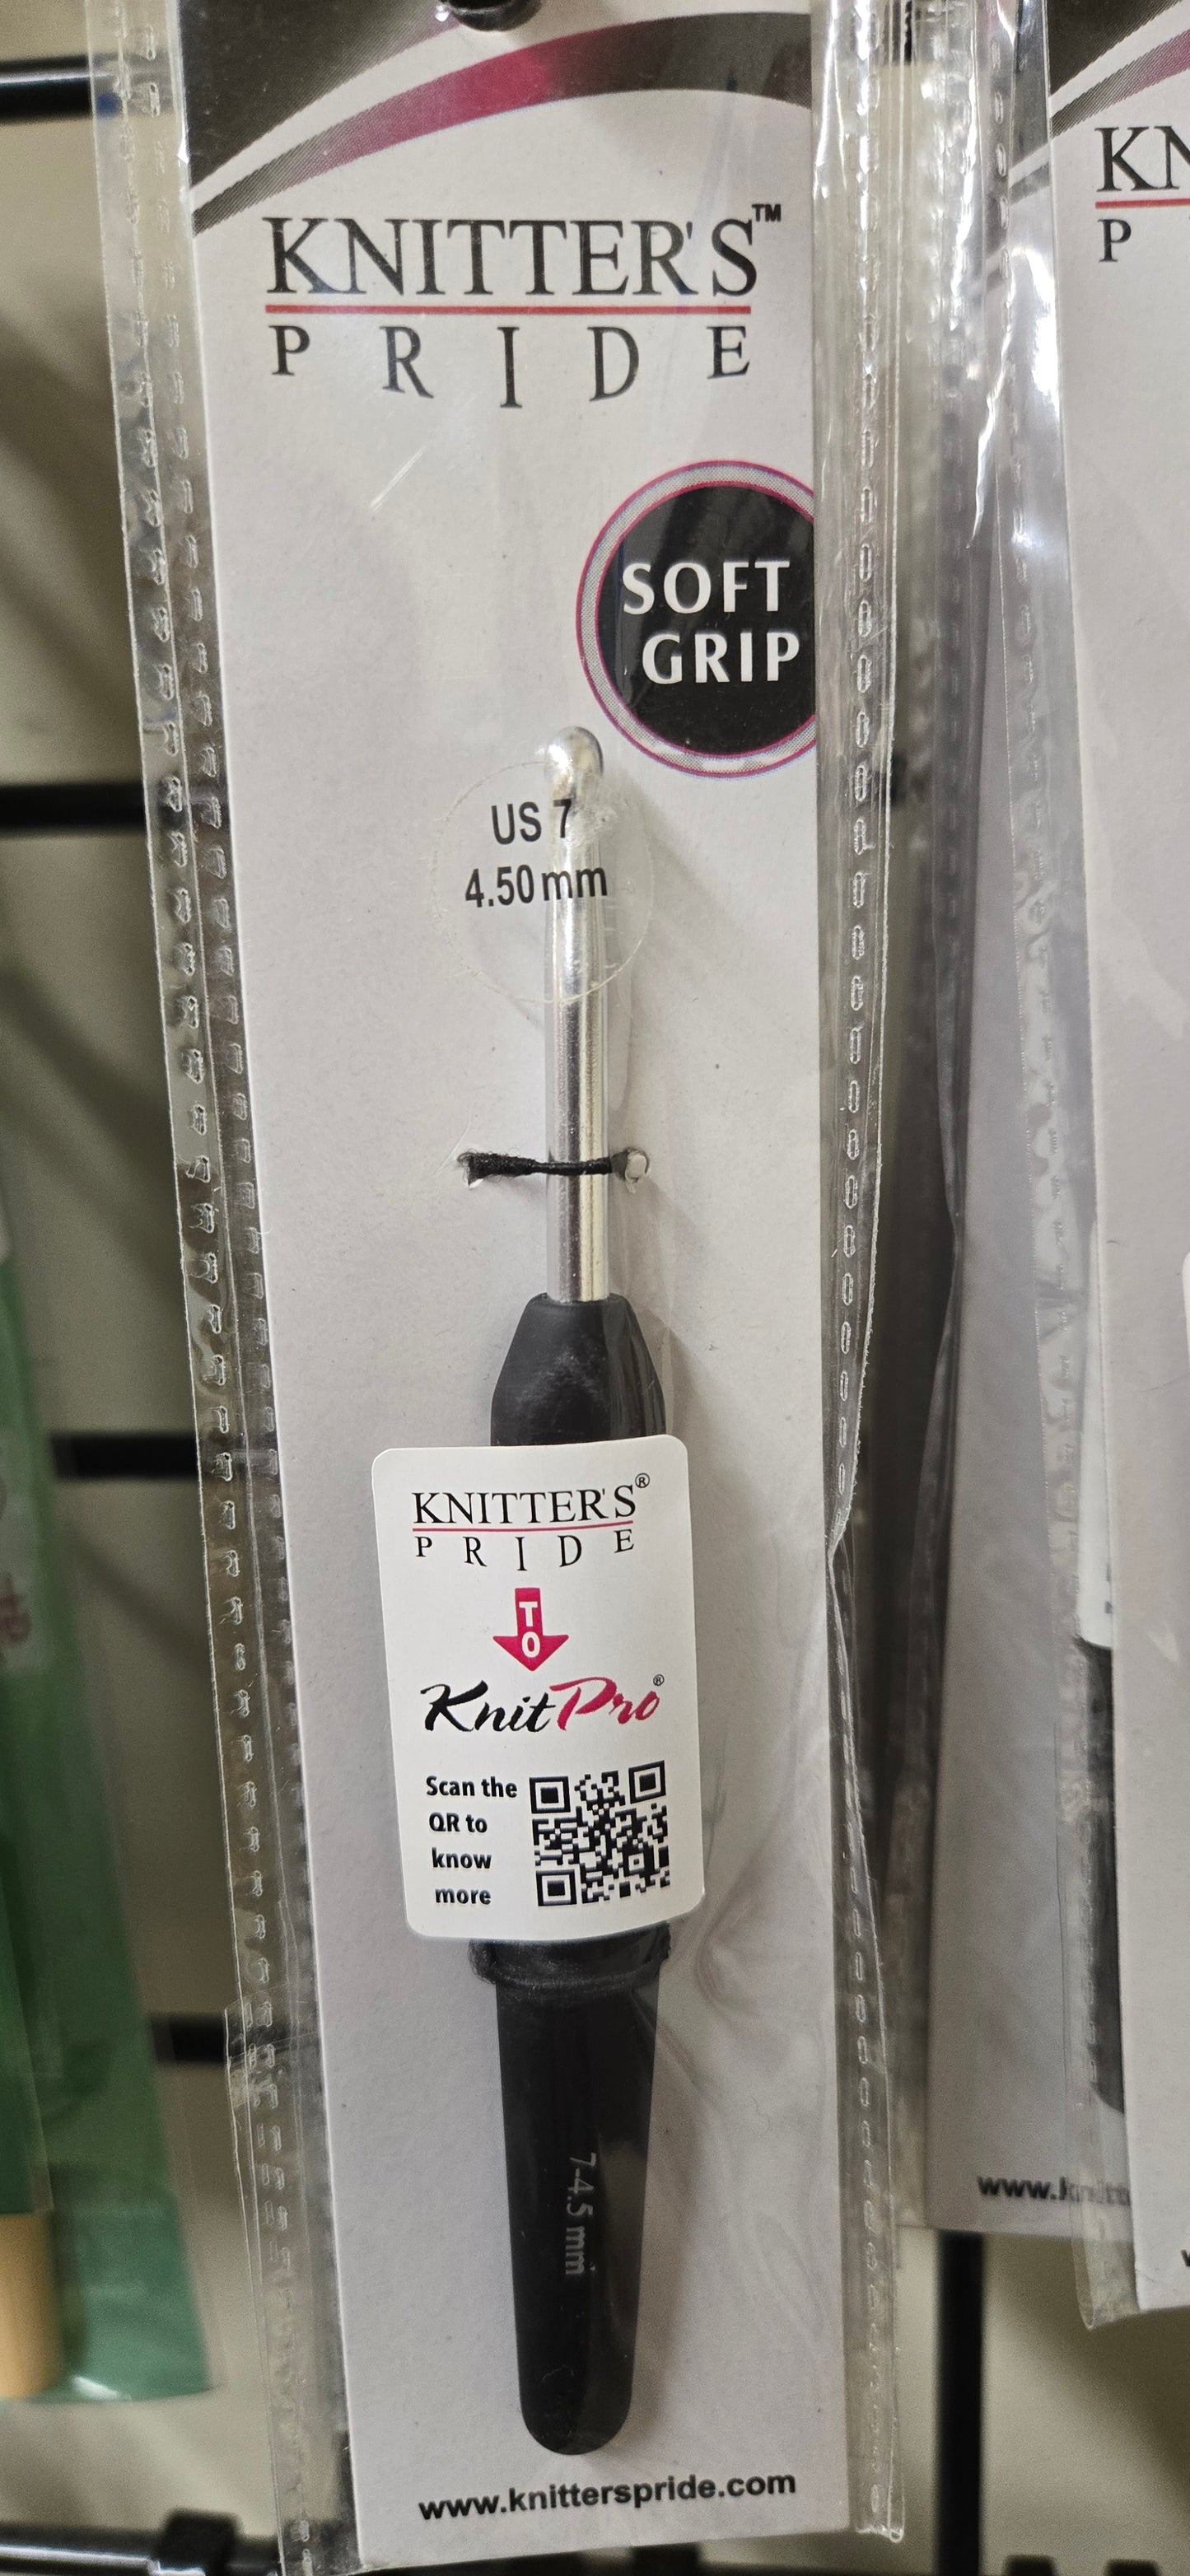 KNITTER'S™
PRIDE
SOFT
GRIP
US 7
4.50 mm
KNITTER'S®
PRIDE
TO
KnitPro®
Scan the
QR to
know
more
7-4.5 mm
www.knitterspride.com
KN
P
www.knitt